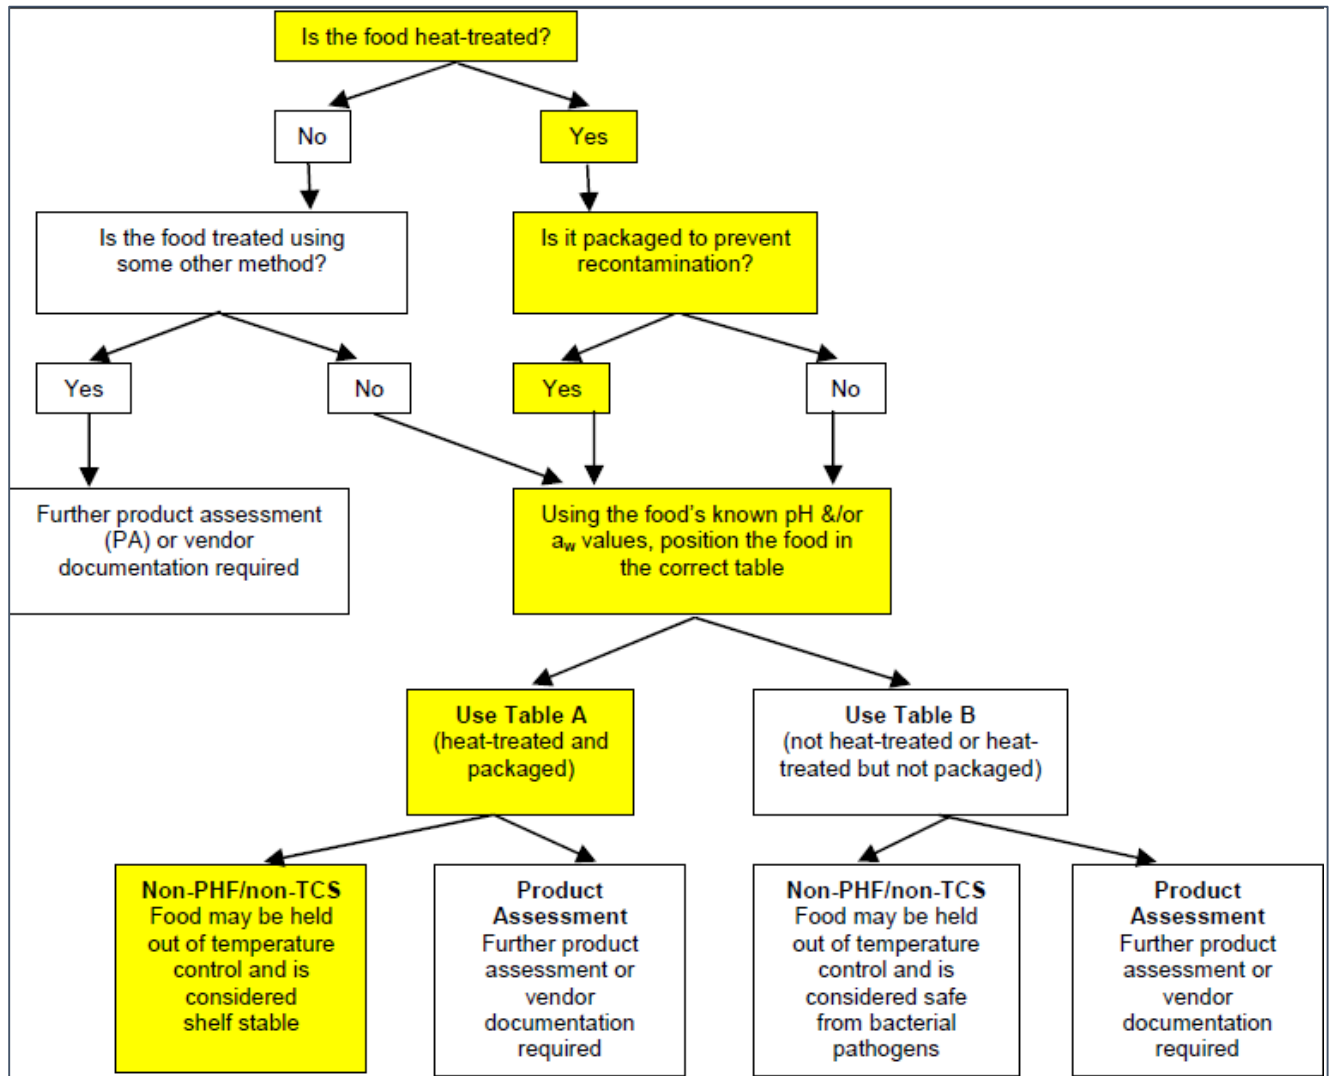 Is the food heat-treated?
No
Yes
Is the food treated using
some other method?
Is it packaged to prevent
recontamination?
Yes
No
Yes
No
Further product assessment
(PA) or vendor
documentation required
Using the food's known pH &/or
aw values, position the food in
the correct table
Use Table A
(heat-treated and
packaged)
Use Table B
(not heat-treated or heat-
treated but not packaged)
Non-PHF/non-TCS
Food may be held
out of temperature
control and is
considered
shelf stable
Product
Assessment
Further product
assessment or
vendor
documentation
required
Non-PHF/non-TCS
Food may be held
out of temperature
control and is
considered safe
from bacterial
pathogens
Product
Assessment
Further product
assessment or
vendor
documentation
required